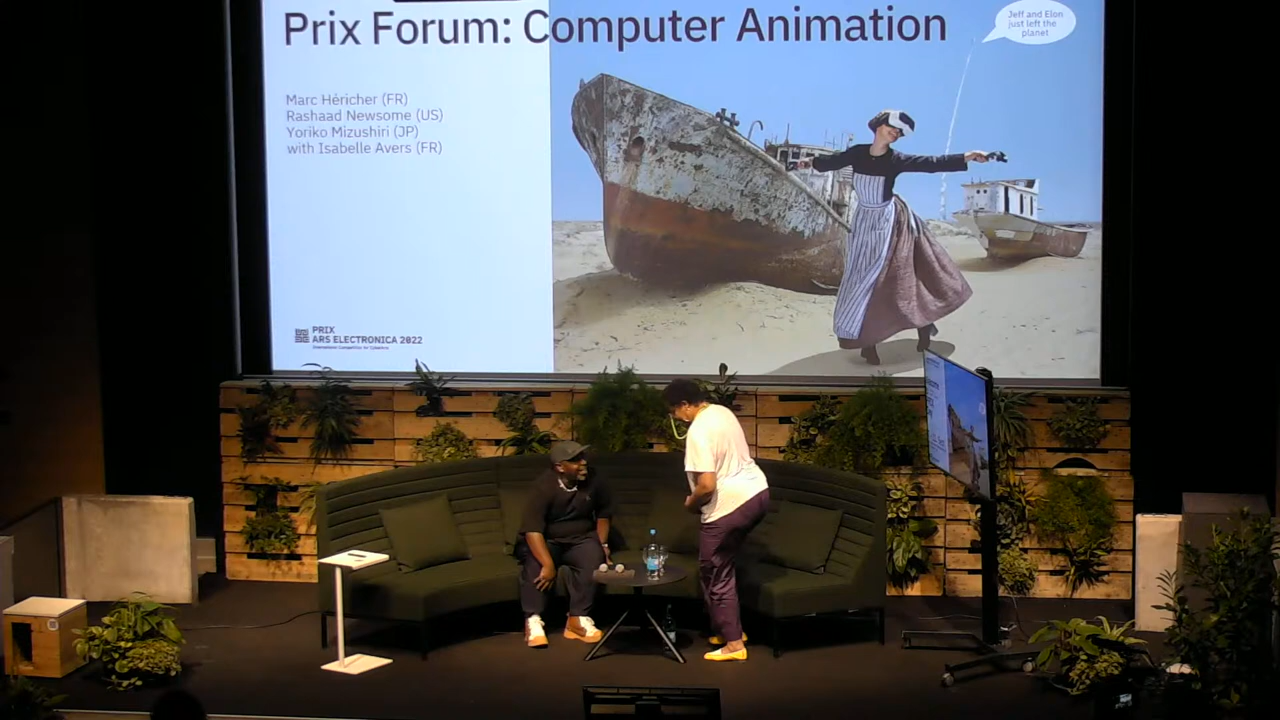 Prix Forum: Computer Animation
Jeff and Elon
just left the
planet
Marc Héricher (FR)
Rashaad Newsome (US)
Yoriko Mizushiri (JP)
with Isabelle Avers (FR)
PRIX
ARS ELECTRONICA 2022